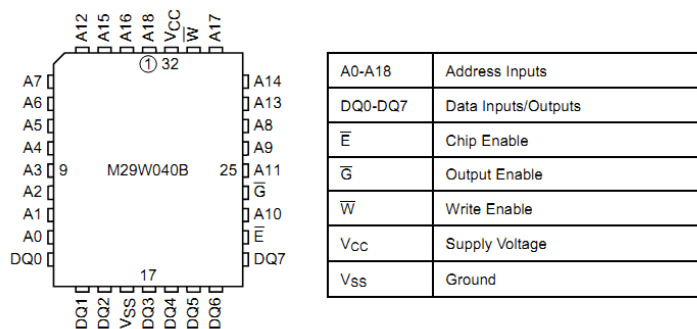 A12 A15 A16 A18 VCC W̅ A17
1 32
A7 A14
A6 A13
A5 A8
A4 A9
A3 9 M29W040B 25 A11
A2 G̅
A1 A10
A0 E̅
DQ0 DQ7
17
DQ1 DQ2 VSS DQ3 DQ4 DQ5 DQ6
A0-A18 Address Inputs
DQ0-DQ7 Data Inputs/Outputs
E̅ Chip Enable
G̅ Output Enable
W̅ Write Enable
VCC Supply Voltage
VSS Ground